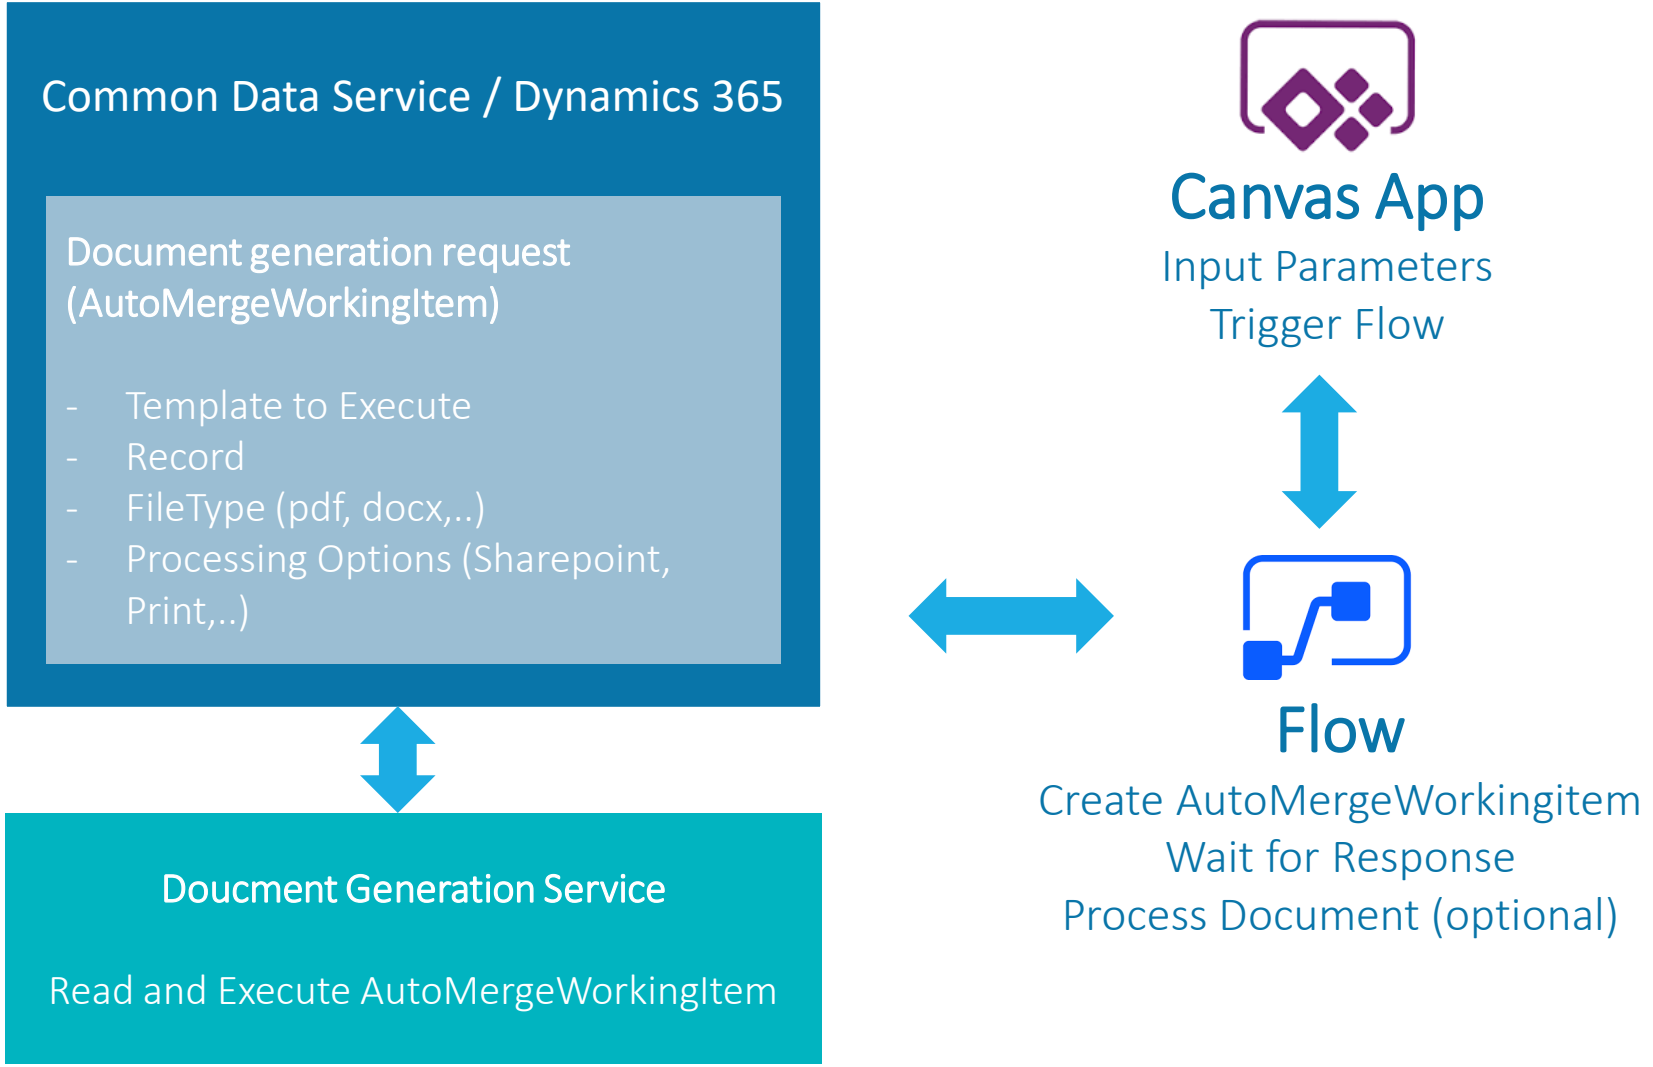 Common Data Service / Dynamics 365
Document generation request
(AutoMergeWorkingItem)
- Template to Execute
- Record
- FileType (pdf, docx,..)
- Processing Options (Sharepoint,
Print,..)
Doucment Generation Service
Read and Execute AutoMergeWorkingItem
Canvas App
Input Parameters
Trigger Flow
Flow
Create AutoMergeWorkingitem
Wait for Response
Process Document (optional)